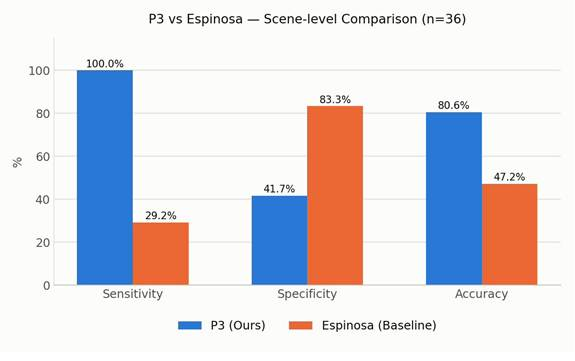 P3 vs Espinosa — Scene-level Comparison (n=36)
%
100
80
60
40
20
0
100.0%
29.2%
41.7%
83.3%
80.6%
47.2%
Sensitivity
Specificity
Accuracy
P3 (Ours)
Espinosa (Baseline)